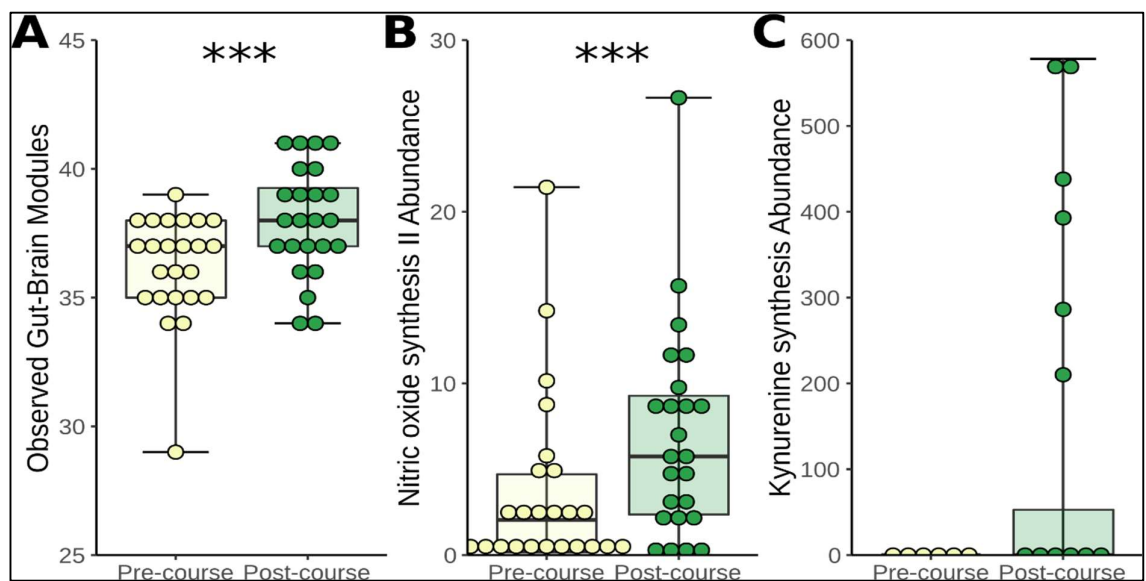 A
B
C
***
***
45
40
35
30
25
Observed Gut-Brain Modules
Pre-course Post-course
30
20
10
0
Nitric oxide synthesis II Abundance
Pre-course Post-course
600
500
400
300
200
100
0
Kynurenine synthesis Abundance
Pre-course Post-course